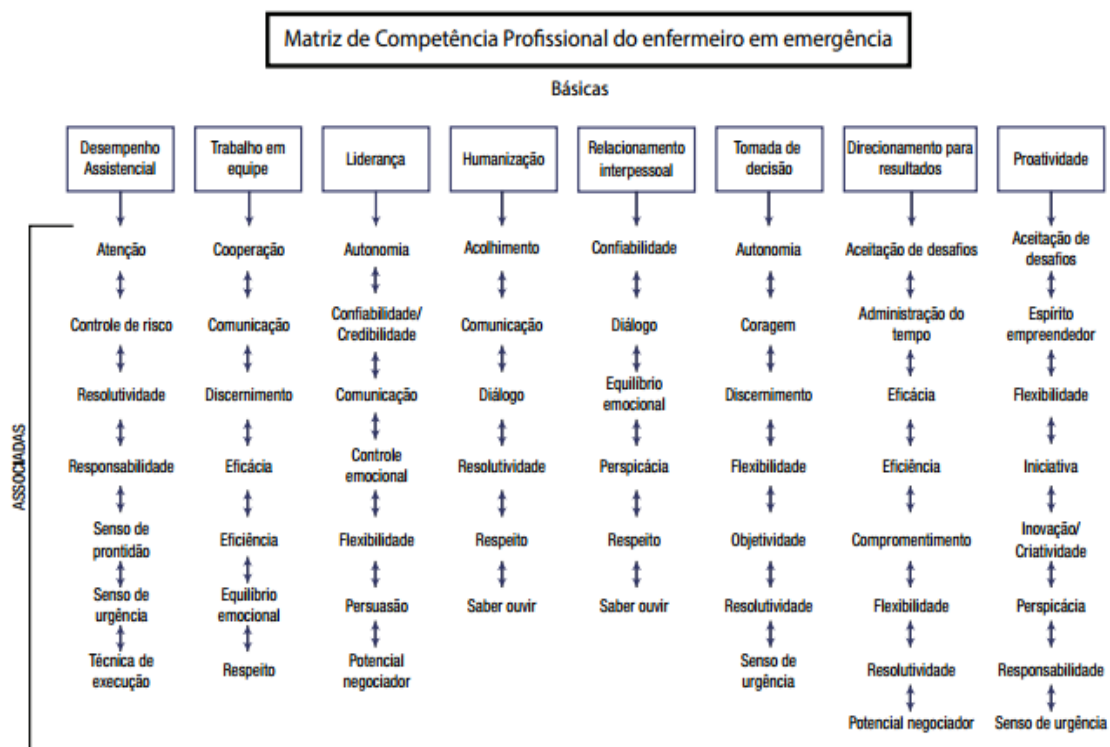 Matriz de Competência Profissional do enfermeiro em emergência
Básicas
Desempenho
Assistencial
Trabalho em
equipe
Liderança
Humanização
Relacionamento
interpessoal
Tomada de
decisão
Direcionamento para
resultados
Proatividade
ASSOCIADAS
Atenção
Controle de risco
Resolutividade
Responsabilidade
Senso de
prontidão
Senso de
urgência
Técnica de
execução
Cooperação
Comunicação
Discernimento
Eficácia
Eficiência
Equilíbrio
emocional
Respeito
Autonomia
Confiabilidade/
Credibilidade
Comunicação
Controle
emocional
Flexibilidade
Persuasão
Potencial
negociador
Acolhimento
Comunicação
Diálogo
Resolutividade
Respeito
Saber ouvir
Confiabilidade
Diálogo
Equilíbrio
emocional
Perspicácia
Respeito
Saber ouvir
Autonomia
Coragem
Discernimento
Flexibilidade
Objetividade
Resolutividade
Senso de
urgência
Aceitação de desafios
Administração do
tempo
Eficácia
Eficiência
Compromentimento
Flexibilidade
Resolutividade
Potencial negociador
Aceitação de
desafios
Espírito
empreendedor
Flexibilidade
Iniciativa
Inovação/
Criatividade
Perspicácia
Responsabilidade
Senso de urgência